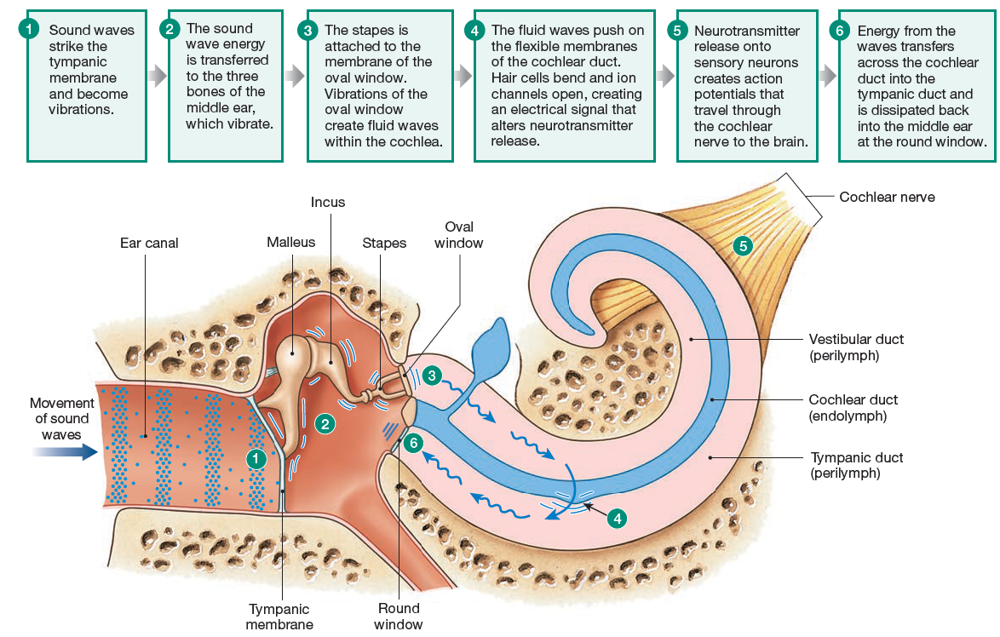 1
Sound waves
strike the
tympanic
membrane
and become
vibrations.
2
The sound
wave energy
is transferred
to the three
bones of the
middle ear,
which vibrate.
3
The stapes is
attached to the
membrane of the
oval window.
Vibrations of the
oval window
create fluid waves
within the cochlea.
4
The fluid waves push on
the flexible membranes
of the cochlear duct.
Hair cells bend and ion
channels open, creating
an electrical signal that
alters neurotransmitter
release.
5
Neurotransmitter
release onto
sensory neurons
creates action
potentials that
travel through
the cochlear
nerve to the brain.
6
Energy from the
waves transfers
across the cochlear
duct into the
tympanic duct and
is dissipated back
into the middle ear
at the round window.
Cochlear nerve
Incus
Ear canal
Malleus
Stapes
Oval
window
5
Vestibular duct
(perilymph)
3
Movement
of sound
waves
Cochlear duct
(endolymph)
2
6
1
Tympanic duct
(perilymph)
4
Tympanic
membrane
Round
window